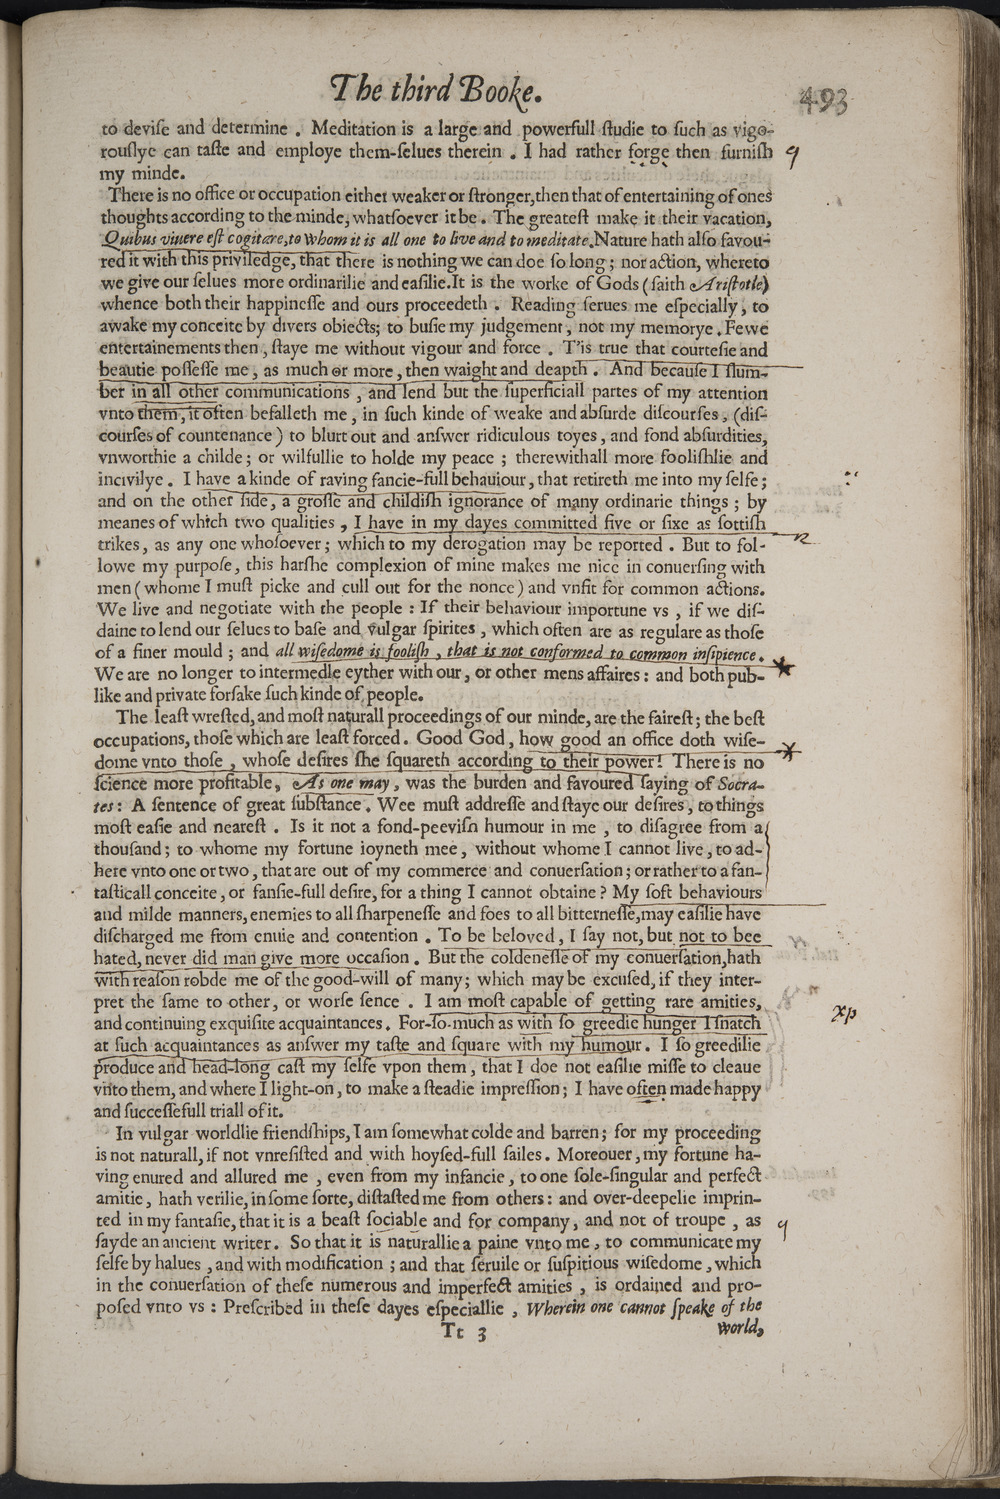 The third Booke.
493
to deviſe and determine . Meditation is a large and powerfull ſtudie to ſuch as vigo-
rouſlye can taſte and employe them-ſelues therein . I had rather forge then furniſh
my minde.
There is no office or occupation either weaker or ſtronger, then that of entertaining of ones
thoughts according to the minde, whatſoever it be . The greateſt make it their vacation,
Quibus viuere eſt cogitare, to whom it is all one to live and to meditate. Nature hath alſo favou-
red it with this priviledge, that there is nothing we can doe ſo long ; nor action, whereto
we give our ſelues more ordinarilie and eaſilie. It is the worke of Gods (ſaith Ariſtotle)
whence both their happineſſe and ours proceedeth . Reading ſerues me eſpecially, to
awake my conceite by divers obiects; to buſie my judgement, not my memorye. Fewe
entertainements then, ſtaye me without vigour and force . T'is true that courteſie and
beautie poſſeſſe me, as much or more, then waight and deapth . And becauſe I ſlum-
ber in all other communications , and lend but the ſuperficiall partes of my attention
vnto them, it often befalleth me , in ſuch kinde of weake and abſurde diſcourſes, (diſ-
courſes of countenance) to blurt out and anſwer ridiculous toyes, and fond abſurdities,
vnworthie a childe; or wilfullie to holde my peace ; therewithall more fooliſhlie and
incivilye . I have a kinde of raving fancie-full behauiour, that retireth me into my ſelfe;
and on the other ſide, a groſſe and childiſh ignorance of many ordinarie things ; by
meanes of which two qualities , I have in my dayes committed five or ſixe as ſottiſh
trikes, as any one whoſoever; which to my derogation may be reported . But to fol-
lowe my purpoſe, this harſhe complexion of mine makes me nice in conuerſing with
men (whome I muſt picke and cull out for the nonce) and vnfit for common actions.
We live and negotiate with the people : If their behaviour importune vs , if we diſ-
daine to lend our ſelues to baſe and vulgar ſpirites, which often are as regulare as thoſe
of a finer mould ; and all wiſedome is fooliſh , that is not conformed to common inſipience.
We are no longer to intermedle eyther with our, or other mens affaires : and both pub-
like and private forſake ſuch kinde of people.
The leaſt wreſted, and moſt naturall proceedings of our minde, are the faireſt; the beſt
occupations, thoſe which are leaſt forced . Good God, how good an office doth wiſe-
dome vnto thoſe , whoſe deſires ſhe ſquareth according to their power! There is no
ſcience more profitable, As one may, was the burden and favoured ſaying of Socra-
tes : A ſentence of great ſubſtance . Wee muſt addreſſe and ſtaye our deſires, to things
moſt eaſie and neareſt . Is it not a fond-peeviſh humour in me , to diſagree from a
thouſand; to whome my fortune ioyneth mee, without whome I cannot live, to ad-
here vnto one or two, that are out of my commerce and conuerſation; or rather to a fan-
taſticall conceite, or fanſie-full deſire, for a thing I cannot obtaine? My ſoft behaviours
and milde manners, enemies to all ſharpeneſſe and foes to all bitterneſſe, may eaſilie have
diſcharged me from enuie and contention . To be beloved, I ſay not, but not to bee
hated, never did man give more occaſion . But the coldeneſſe of my conuerſation, hath
with reaſon robde me of the good-will of many; which may be excuſed, if they inter-
pret the ſame to other, or worſe ſence . I am moſt capable of getting rare amities,
and continuing exquiſite acquaintances. For-ſo-much as with ſo greedie hunger I ſnatch
at ſuch acquaintances as anſwer my taſte and ſquare with my humour. I ſo greedilie
produce and head-long caſt my ſelfe vpon them , that I doe not eaſilie miſſe to cleaue
vnto them, and where I light-on, to make a ſteadie impreſſion; I have often made happy
and ſucceſſefull triall of it.
In vulgar worldlie friendſhips, I am ſomewhat colde and barren; for my proceeding
is not naturall, if not vnreſiſted and with hoyſed-full ſailes. Moreouer, my fortune ha-
ving enured and allured me , even from my infancie, to one ſole-ſingular and perfect
amitie, hath verilie, in ſome ſorte, diſtaſted me from others : and over-deepelie imprin-
ted in my fantaſie, that it is a beaſt ſociable and for company, and not of troupe , as
ſayde an ancient writer. So that it is naturallie a paine vnto me, to communicate my
ſelfe by halues , and with modification ; and that ſeruile or ſuſpitious wiſedome, which
in the conuerſation of theſe numerous and imperfect amities , is ordained and pro-
poſed vnto vs : Preſcribed in theſe dayes eſpeciallie , Wherein one cannot ſpeake of the
Tt 3
world,